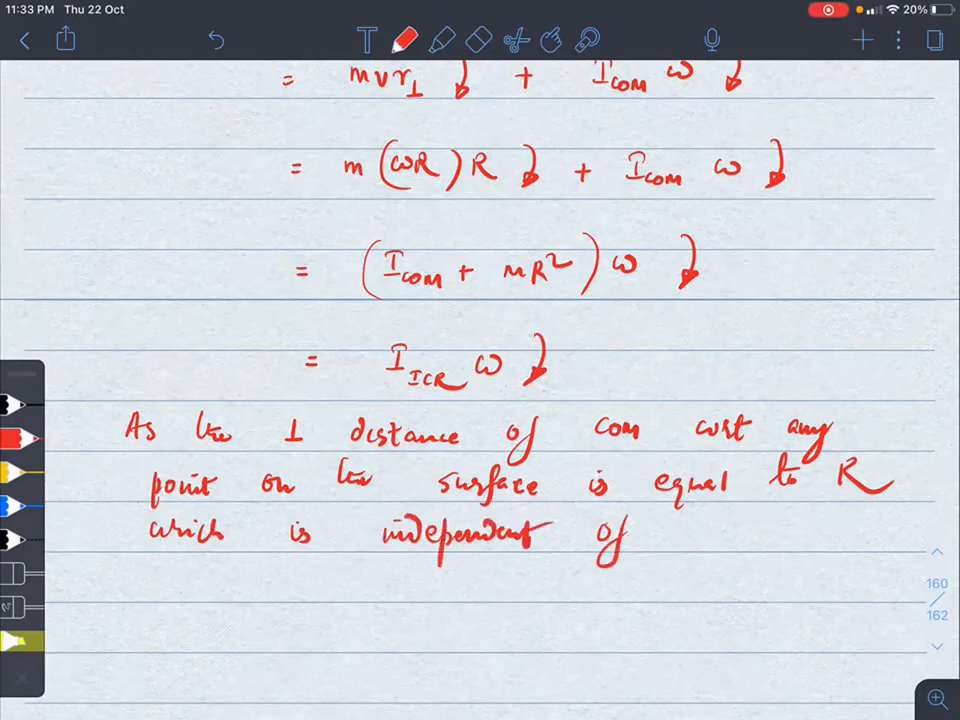 11:33 PM Thu 22 Oct 20%
= mvr⊥ ↓ + I_COM ω ↓
= m (ωR) R ↓ + I_COM ω ↓
= (I_COM + mR²) ω ↓
= I_ICR ω ↓
As the ⊥ distance of com wrt any
point on the surface is equal to R
which is independent of
160
/
162